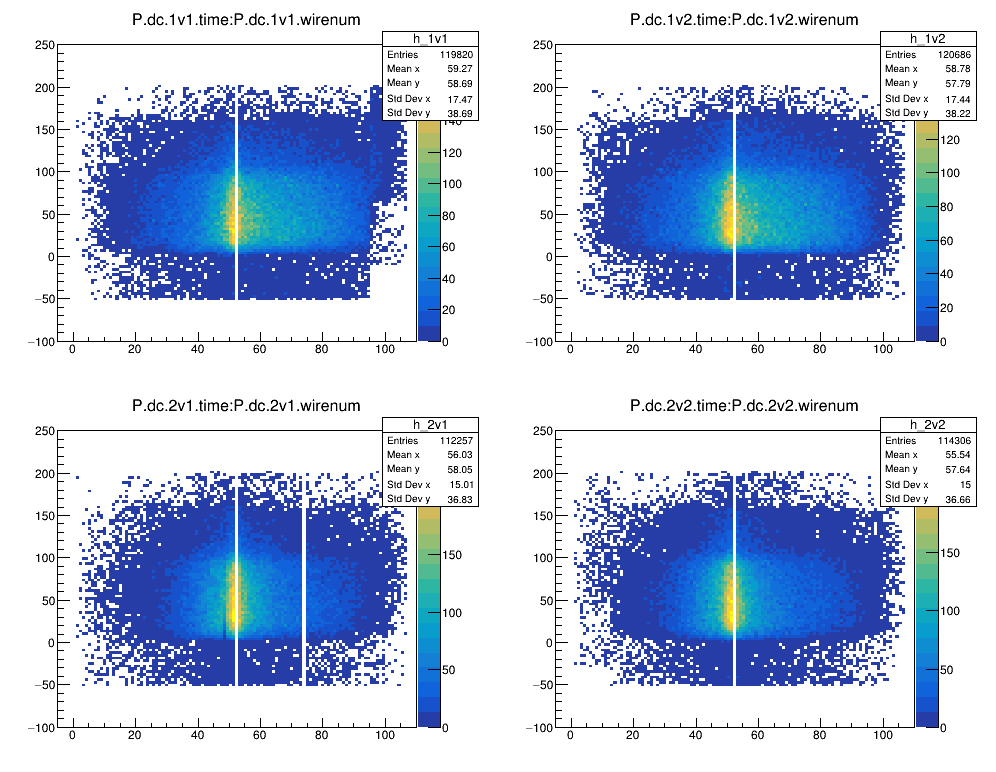 P.dc.1v1.time:P.dc.1v1.wirenum
h_1v1
Entries 119820
Mean x 59.27
Mean y 58.69
Std Dev x 17.47
Std Dev y 38.69
250
200
150
100
50
0
−50
−100
0 20 40 60 80 100
140
120
100
80
60
40
20
0
P.dc.1v2.time:P.dc.1v2.wirenum
h_1v2
Entries 120686
Mean x 58.78
Mean y 57.79
Std Dev x 17.44
Std Dev y 38.22
250
200
150
100
50
0
−50
−100
0 20 40 60 80 100
120
100
80
60
40
20
0
P.dc.2v1.time:P.dc.2v1.wirenum
h_2v1
Entries 112257
Mean x 56.03
Mean y 58.05
Std Dev x 15.01
Std Dev y 36.83
250
200
150
100
50
0
−50
−100
0 20 40 60 80 100
150
100
50
0
P.dc.2v2.time:P.dc.2v2.wirenum
h_2v2
Entries 114306
Mean x 55.54
Mean y 57.64
Std Dev x 15
Std Dev y 36.66
250
200
150
100
50
0
−50
−100
0 20 40 60 80 100
150
100
50
0